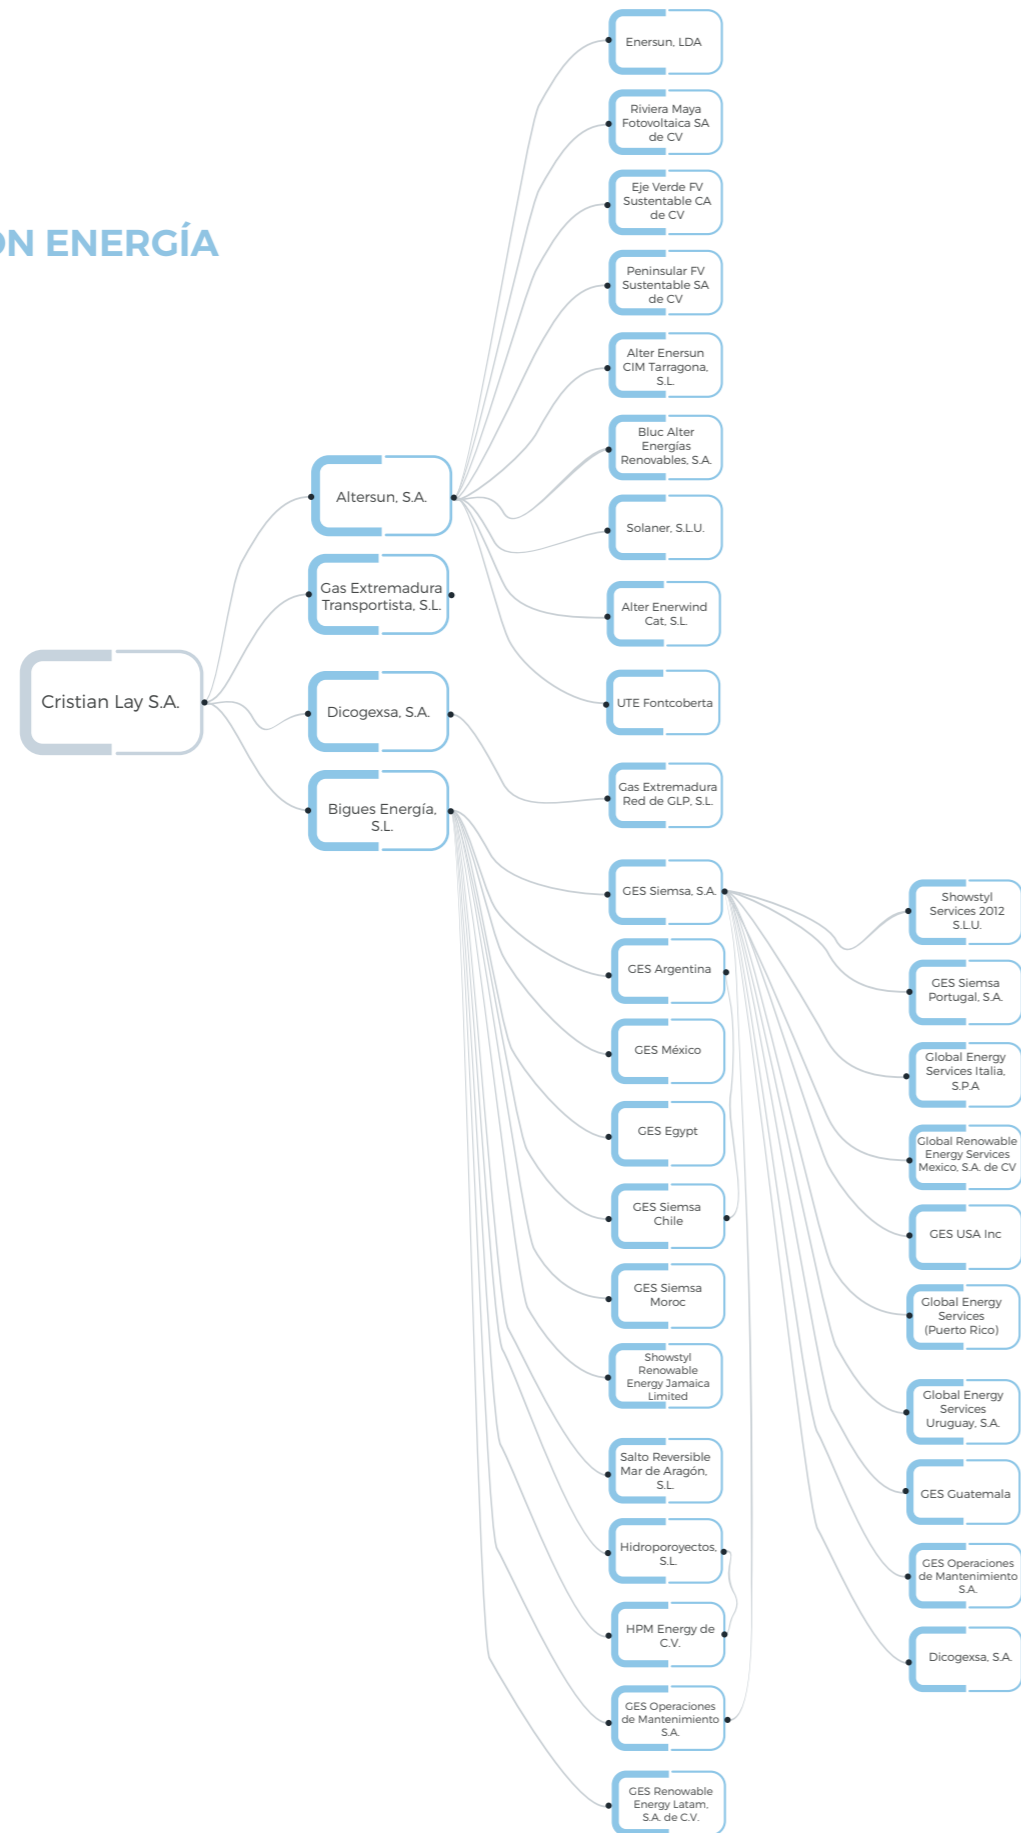 ÓN ENERGÍA
Cristian Lay S.A.
Altersun, S.A.
Gas Extremadura
Transportista, S.L.
Dicogexsa, S.A.
Bigues Energía,
S.L.
Enersun, LDA
Riviera Maya
Fotovoltaica SA
de CV
Eje Verde FV
Sustentable CA
de CV
Peninsular FV
Sustentable SA
de CV
Alter Enersun
CIM Tarragona,
S.L.
Bluc Alter
Energías
Renovables, S.A.
Solaner, S.L.U.
Alter Enerwind
Cat, S.L.
UTE Fontcoberta
Gas Extremadura
Red de GLP, S.L.
GES Siemsa, S.A.
GES Argentina
GES México
GES Egypt
GES Siemsa
Chile
GES Siemsa
Moroc
Showstyl
Renowable
Energy Jamaica
Limited
Salto Reversible
Mar de Aragón,
S.L.
Hidroporoyectos,
S.L.
HPM Energy de
C.V.
GES Operaciones
de Mantenimiento
S.A.
GES Renowable
Energy Latam,
S.A. de C.V.
Showstyl
Services 2012
S.L.U.
GES Siemsa
Portugal, S.A.
Global Energy
Services Italia,
S.P.A
Global Renowable
Energy Services
Mexico, S.A. de CV
GES USA Inc
Global Energy
Services
(Puerto Rico)
Global Energy
Services
Uruguay, S.A.
GES Guatemala
GES Operaciones
de Mantenimiento
S.A.
Dicogexsa, S.A.